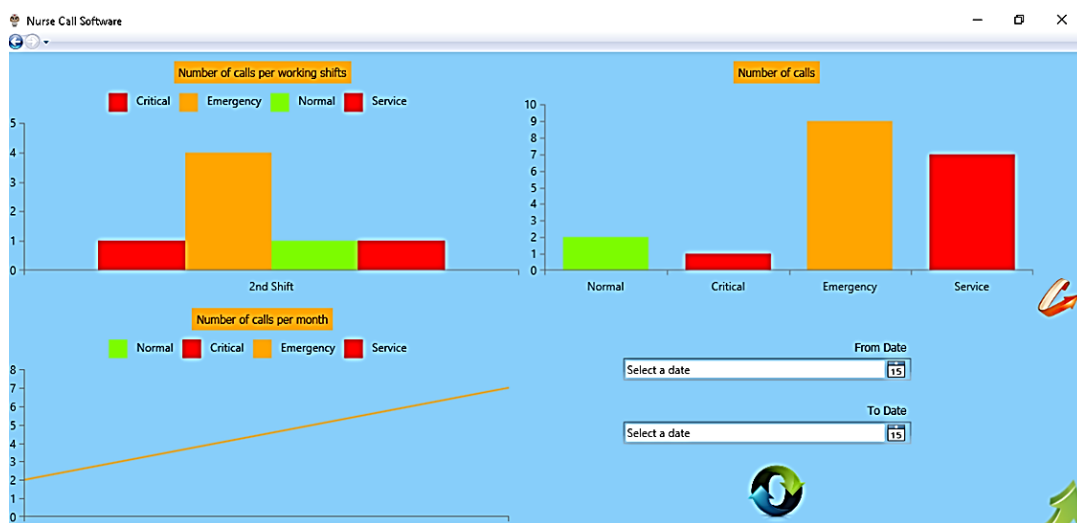 Nurse Call Software
Number of calls per working shifts
Critical Emergency Normal Service
5
4
3
2
1
0
2nd Shift
Number of calls
10
9
8
7
6
5
4
3
2
1
0
Normal Critical Emergency Service
Number of calls per month
Normal Critical Emergency Service
8
7
6
5
4
3
2
1
0
From Date
Select a date
15
To Date
Select a date
15